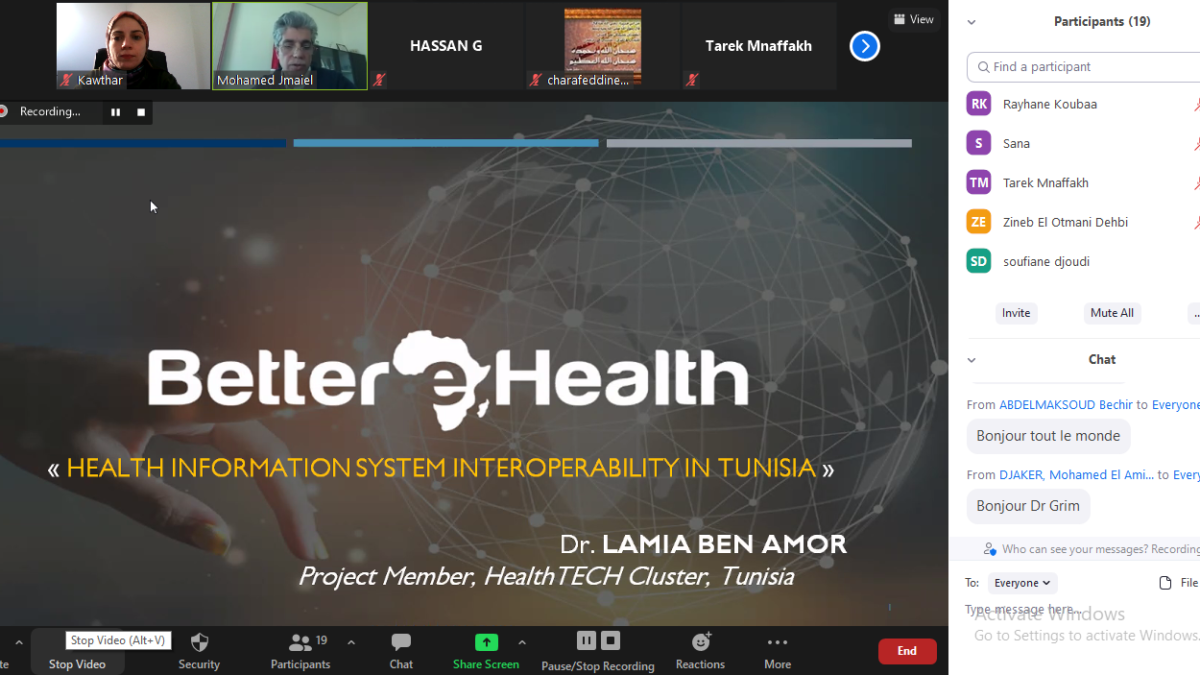 HASSAN G
Tarek Mnaffakh
View
Kawthar
Mohamed Jmaiel
charafeddine...
Recording...
Better eHealth
« HEALTH INFORMATION SYSTEM INTEROPERABILITY IN TUNISIA »
Dr. LAMIA BEN AMOR
Project Member, HealthTECH Cluster, Tunisia
Stop Video (Alt+V)
te
Stop Video
Security
19
Participants
Chat
Share Screen
Pause/Stop Recording
Reactions
More
End
Participants (19)
Find a participant
RK Rayhane Koubaa
S Sana
TM Tarek Mnaffakh
ZE Zineb El Otmani Dehbi
SD soufiane djoudi
Invite
Mute All
...
Chat
From ABDELMAKSOUD Bechir to Everyone
Bonjour tout le monde
From DJAKER, Mohamed El Ami... to Every
Bonjour Dr Grim
Who can see your messages? Recording
To: Everyone
File
Type message here...
Activate Windows
Go to Settings to activate Windows.